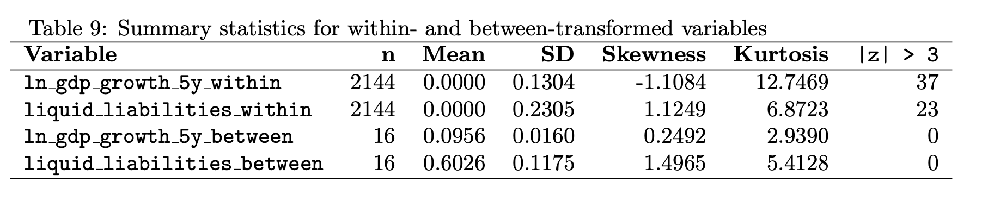 Table 9: Summary statistics for within- and between-transformed variables
Variable n Mean SD Skewness Kurtosis |z| > 3
ln_gdp_growth_5y_within 2144 0.0000 0.1304 -1.1084 12.7469 37
liquid_liabilities_within 2144 0.0000 0.2305 1.1249 6.8723 23
ln_gdp_growth_5y_between 16 0.0956 0.0160 0.2492 2.9390 0
liquid_liabilities_between 16 0.6026 0.1175 1.4965 5.4128 0